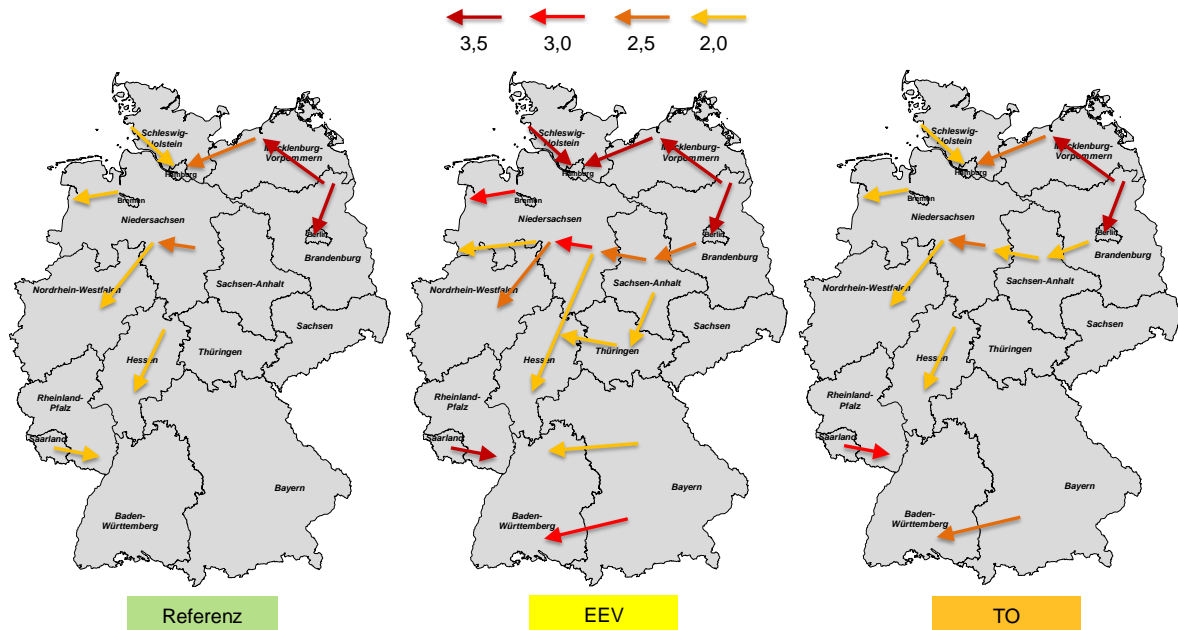 3,5 3,0 2,5 2,0
Schleswig-
Holstein
Mecklenburg-
Vorpommern
Hamburg
Bremen
Niedersachsen
Berlin
Brandenburg
Sachsen-Anhalt
Nordrhein-Westfalen
Sachsen
Thüringen
Hessen
Rheinland-
Pfalz
Saarland
Bayern
Baden-
Württemberg
Referenz
Schleswig-
Holstein
Mecklenburg-
Vorpommern
Hamburg
Bremen
Niedersachsen
Berlin
Brandenburg
Sachsen-Anhalt
Nordrhein-Westfalen
Sachsen
Thüringen
Hessen
Rheinland-
Pfalz
Saarland
Bayern
Baden-
Württemberg
EEV
Schleswig-
Holstein
Mecklenburg-
Vorpommern
Hamburg
Bremen
Niedersachsen
Berlin
Brandenburg
Sachsen-Anhalt
Nordrhein-Westfalen
Sachsen
Thüringen
Hessen
Rheinland-
Pfalz
Saarland
Bayern
Baden-
Württemberg
TO